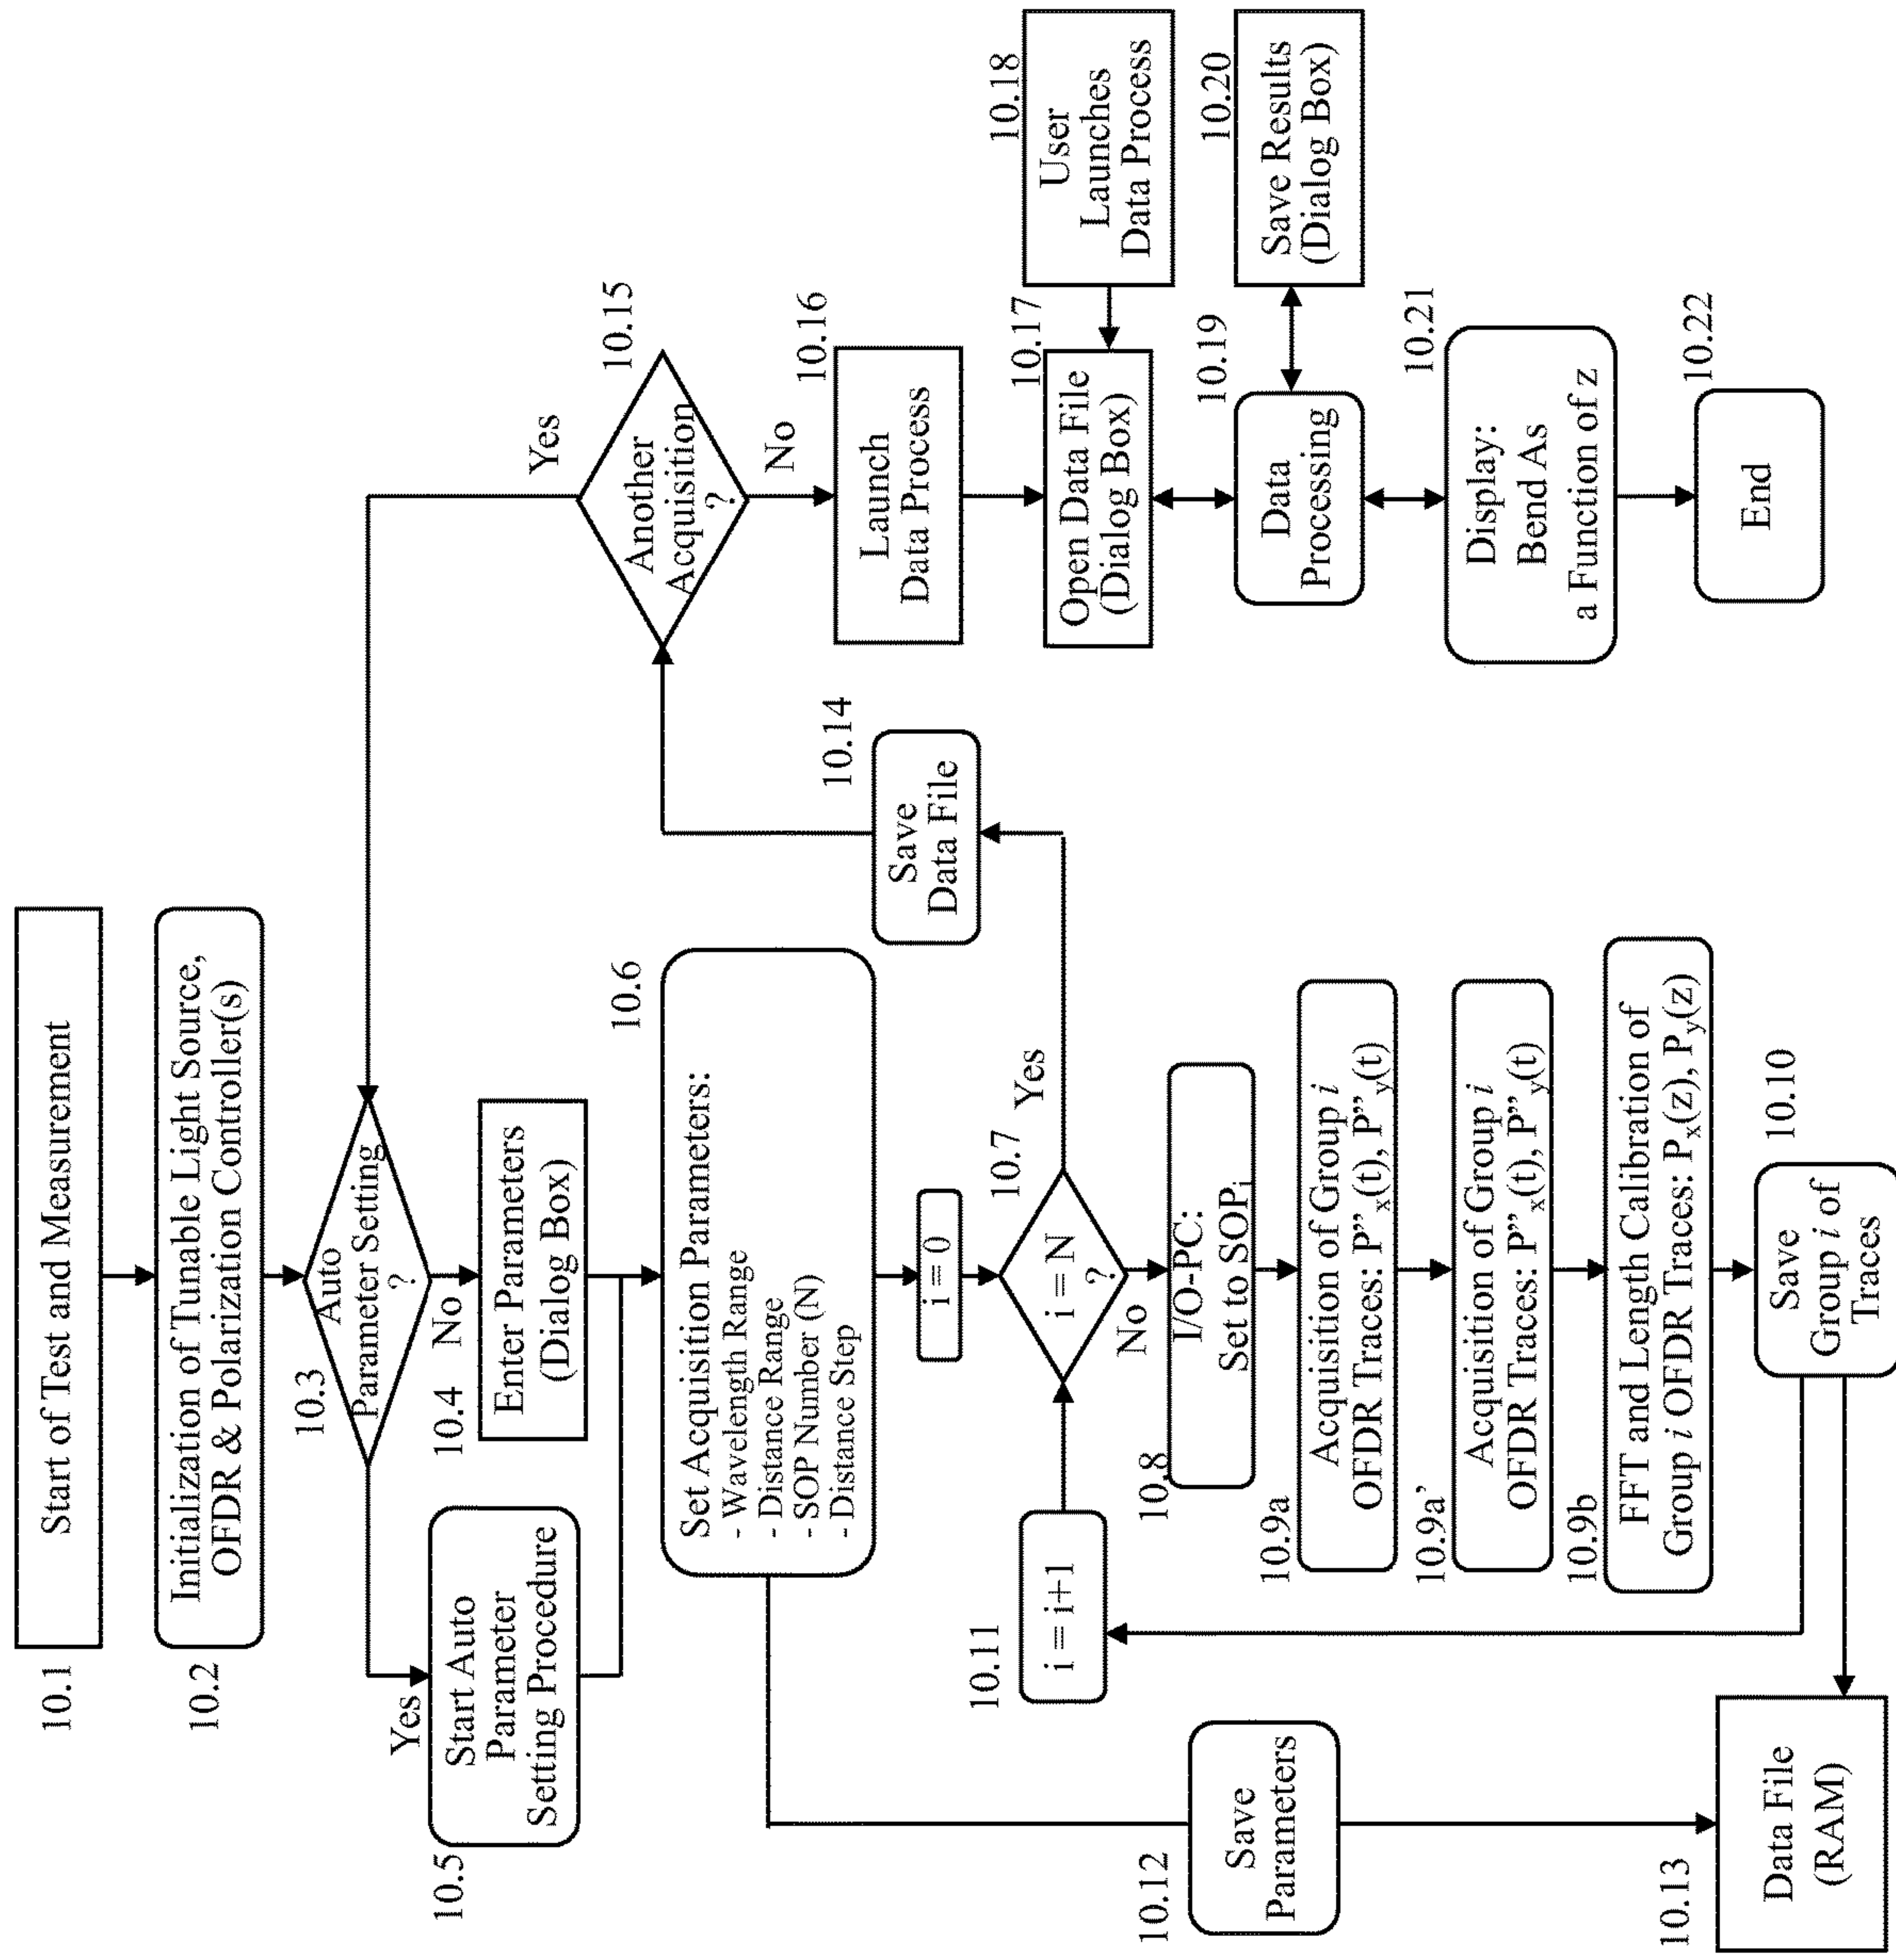 10.1
Start of Test and Measurement
10.2
Initialization of Tunable Light Source,
OFDR & Polarization Controller(s)
10.3
Auto
Parameter Setting
?
Yes
No
10.4
Enter Parameters
(Dialog Box)
10.5
Start Auto
Parameter
Setting Procedure
10.6
Set Acquisition Parameters:
- Wavelength Range
- Distance Range
- SOP Number (N)
- Distance Step
i = 0
10.7
i = N
?
Yes
No
10.8
I/O-PC:
Set to SOPi
10.9a
Acquisition of Group i
OFDR Traces: P”x(t), P”y(t)
10.9a’
Acquisition of Group i
OFDR Traces: P”x(t), P”y(t)
10.9b
FFT and Length Calibration of
Group i OFDR Traces: Px(z), Py(z)
10.10
Save
Group i of
Traces
10.11
i = i+1
10.12
Save
Parameters
10.13
Data File
(RAM)
10.14
Save
Data File
10.15
Another
Acquisition
?
Yes
No
10.16
Launch
Data Process
10.17
Open Data File
(Dialog Box)
10.18
User
Launches
Data Process
10.19
Data
Processing
10.20
Save Results
(Dialog Box)
10.21
Display:
Bend As
a Function of z
10.22
End